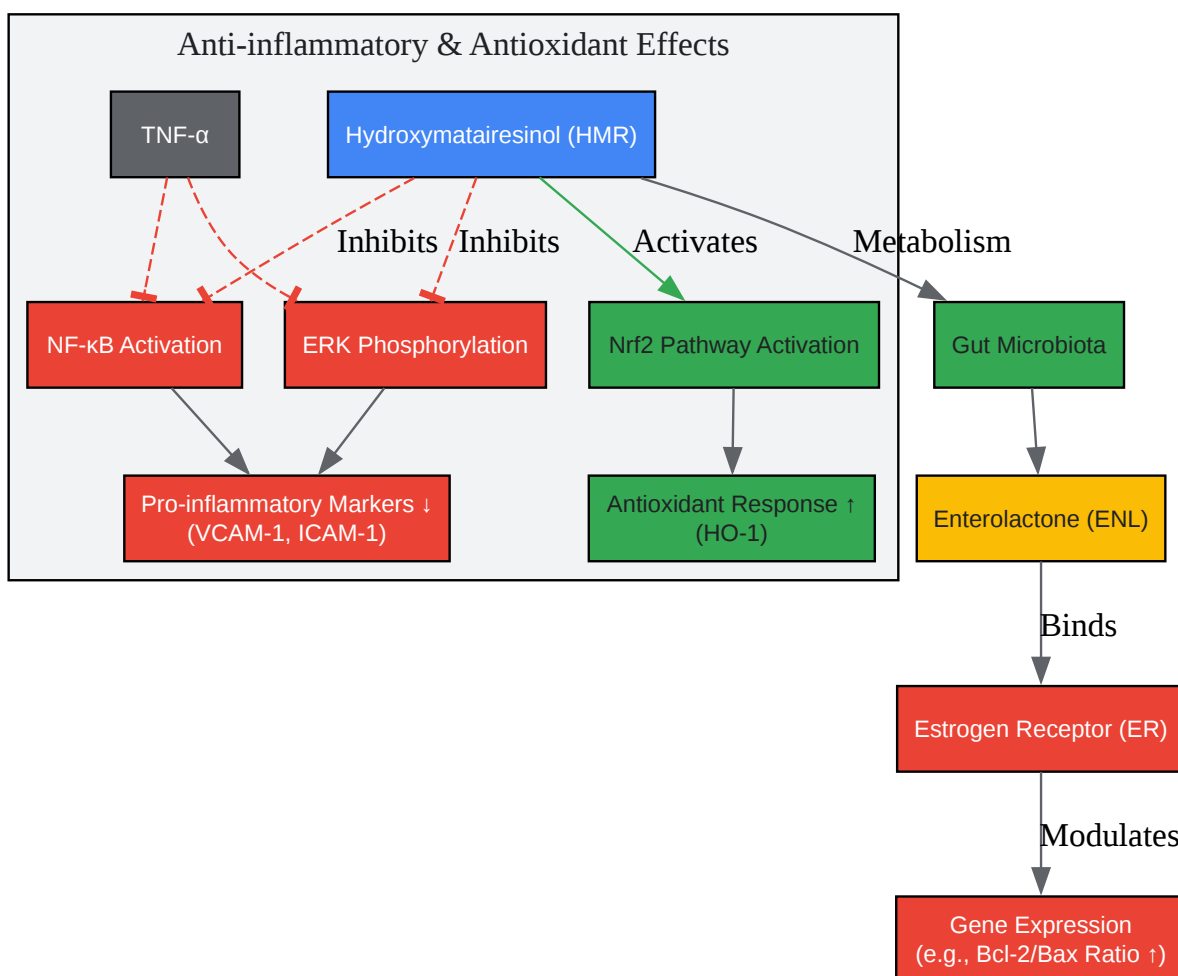 Anti-inflammatory & Antioxidant Effects
TNF-α
Hydroxymatairesinol (HMR)
Inhibits
Inhibits
Activates
Metabolism
NF-κB Activation
ERK Phosphorylation
Nrf2 Pathway Activation
Gut Microbiota
Pro-inflammatory Markers ↓
(VCAM-1, ICAM-1)
Antioxidant Response ↑
(HO-1)
Enterolactone (ENL)
Binds
Estrogen Receptor (ER)
Modulates
Gene Expression
(e.g., Bcl-2/Bax Ratio ↑)